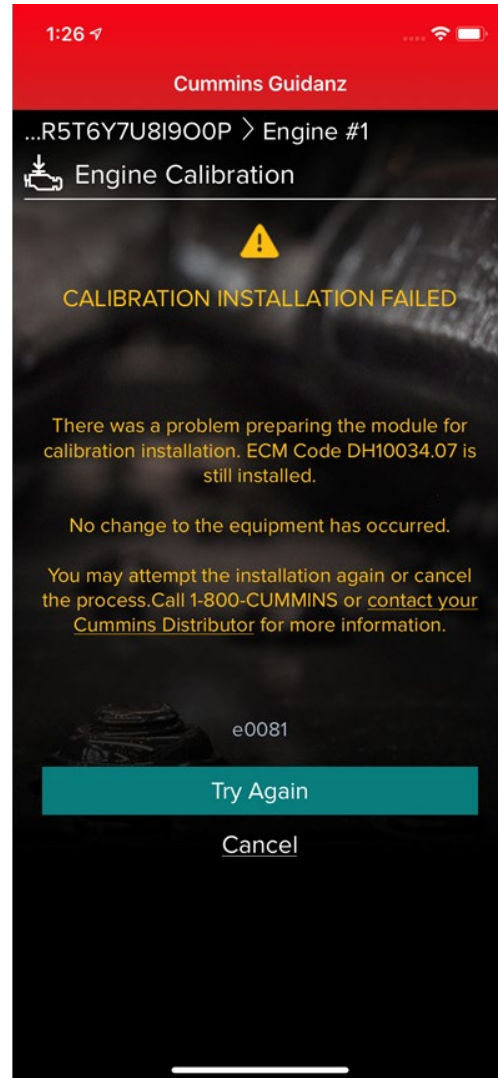 1:26
Cummins Guidanz
...R5T6Y7U8I9O0P > Engine #1
Engine Calibration
CALIBRATION INSTALLATION FAILED
There was a problem preparing the module for
calibration installation. ECM Code DH10034.07 is
still installed.
No change to the equipment has occurred.
You may attempt the installation again or cancel
the process.Call 1-800-CUMMINS or contact your
Cummins Distributor for more information.
e0081
Try Again
Cancel